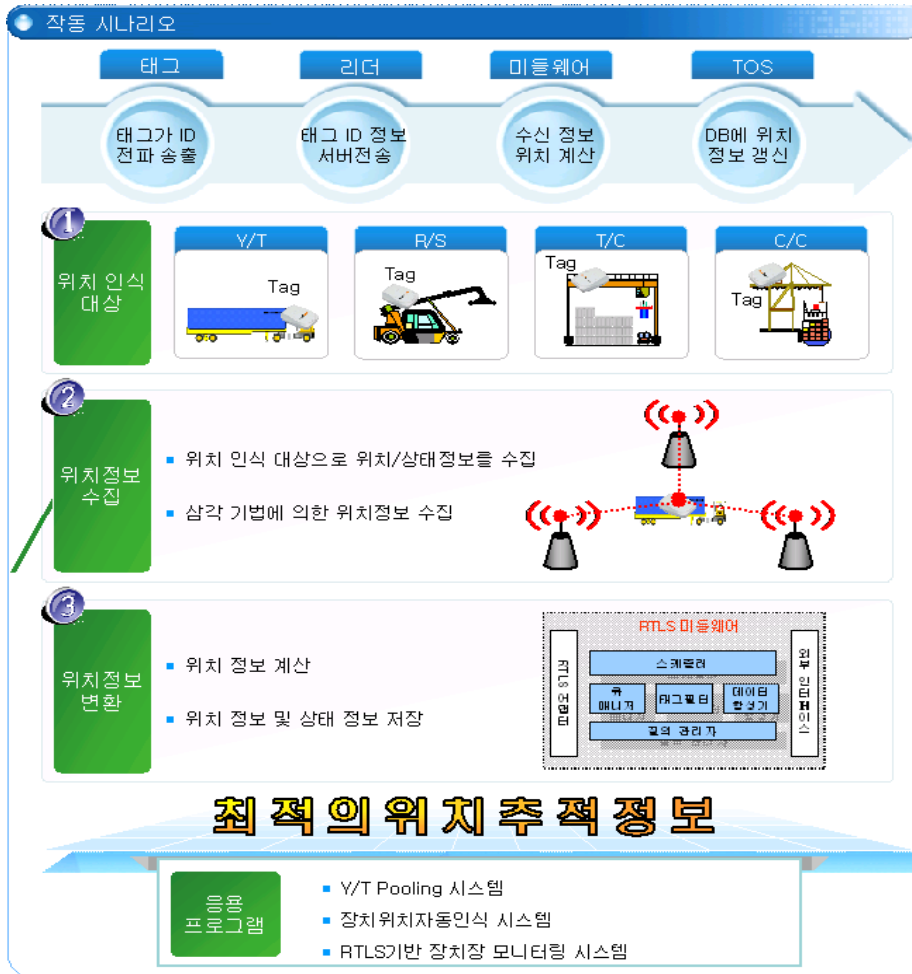 작동 시나리오
태그
리더
미들웨어
TOS
태그가 ID
전파 송출
태그 ID 정보
서버전송
수신 정보
위치 계산
DB에 위치
정보 갱신
1
위치 인식
대상
Y/T
Tag
R/S
Tag
T/C
Tag
C/C
Tag
2
위치정보
수집
위치 인식 대상으로 위치/상태정보를 수집
삼각 기법에 의한 위치정보 수집
3
위치정보
변환
위치 정보 계산
위치 정보 및 상태 정보 저장
RTLS 미들웨어
RTLS 어댑터
스케줄러
큐
매니저
태그필터
데이터
합성기
질의 관리자
외부 인터페이스
최적의위치추적정보
응용
프로그램
Y/T Pooling 시스템
장치위치자동인식 시스템
RTLS기반 장치장 모니터링 시스템